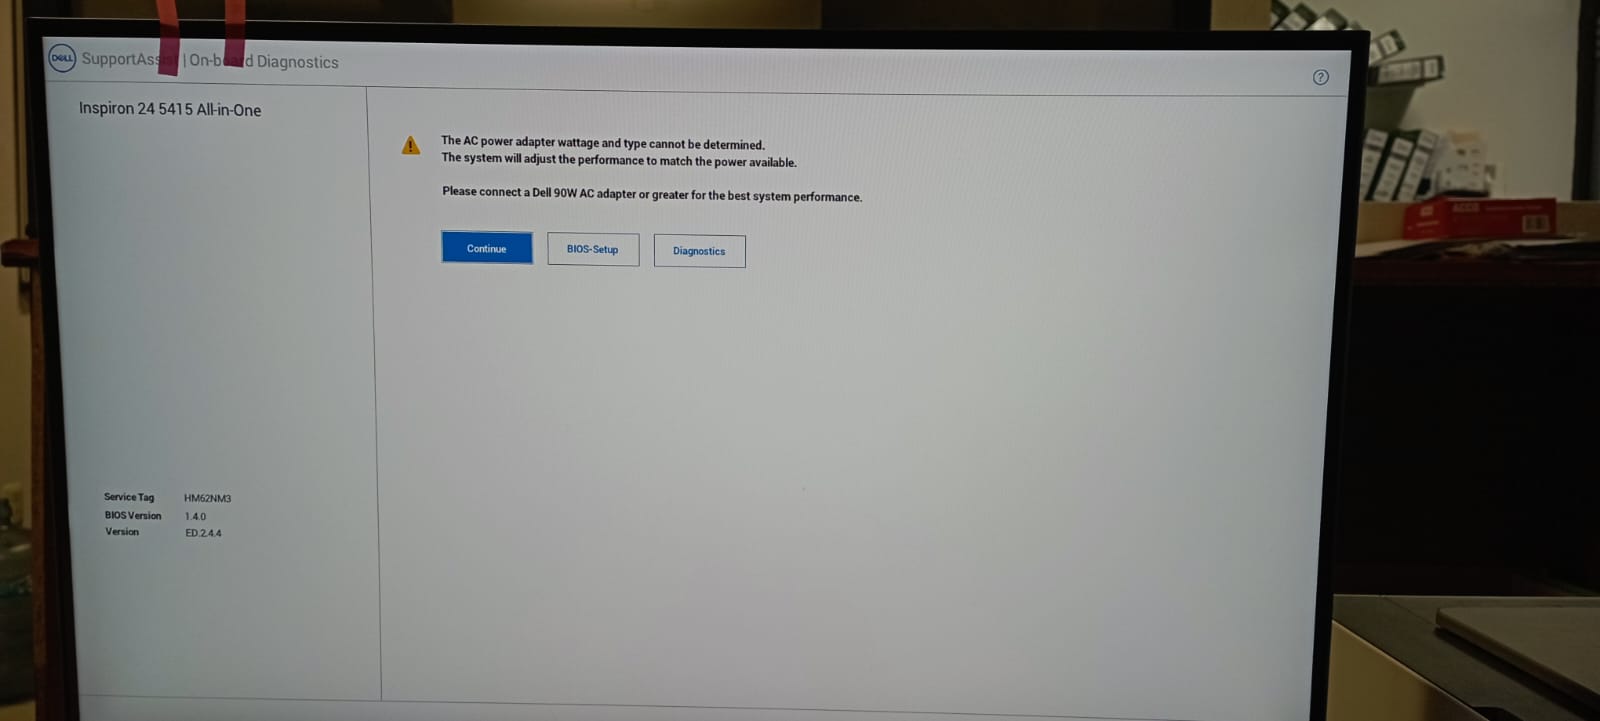 DELL SupportAssist | On-board Diagnostics
?
Inspiron 24 5415 All-in-One
The AC power adapter wattage and type cannot be determined.
The system will adjust the performance to match the power available.
Please connect a Dell 90W AC adapter or greater for the best system performance.
Continue BIOS-Setup Diagnostics
Service Tag HM62NM3
BIOS Version 1.4.0
Version ED.2.4.4
ACCO